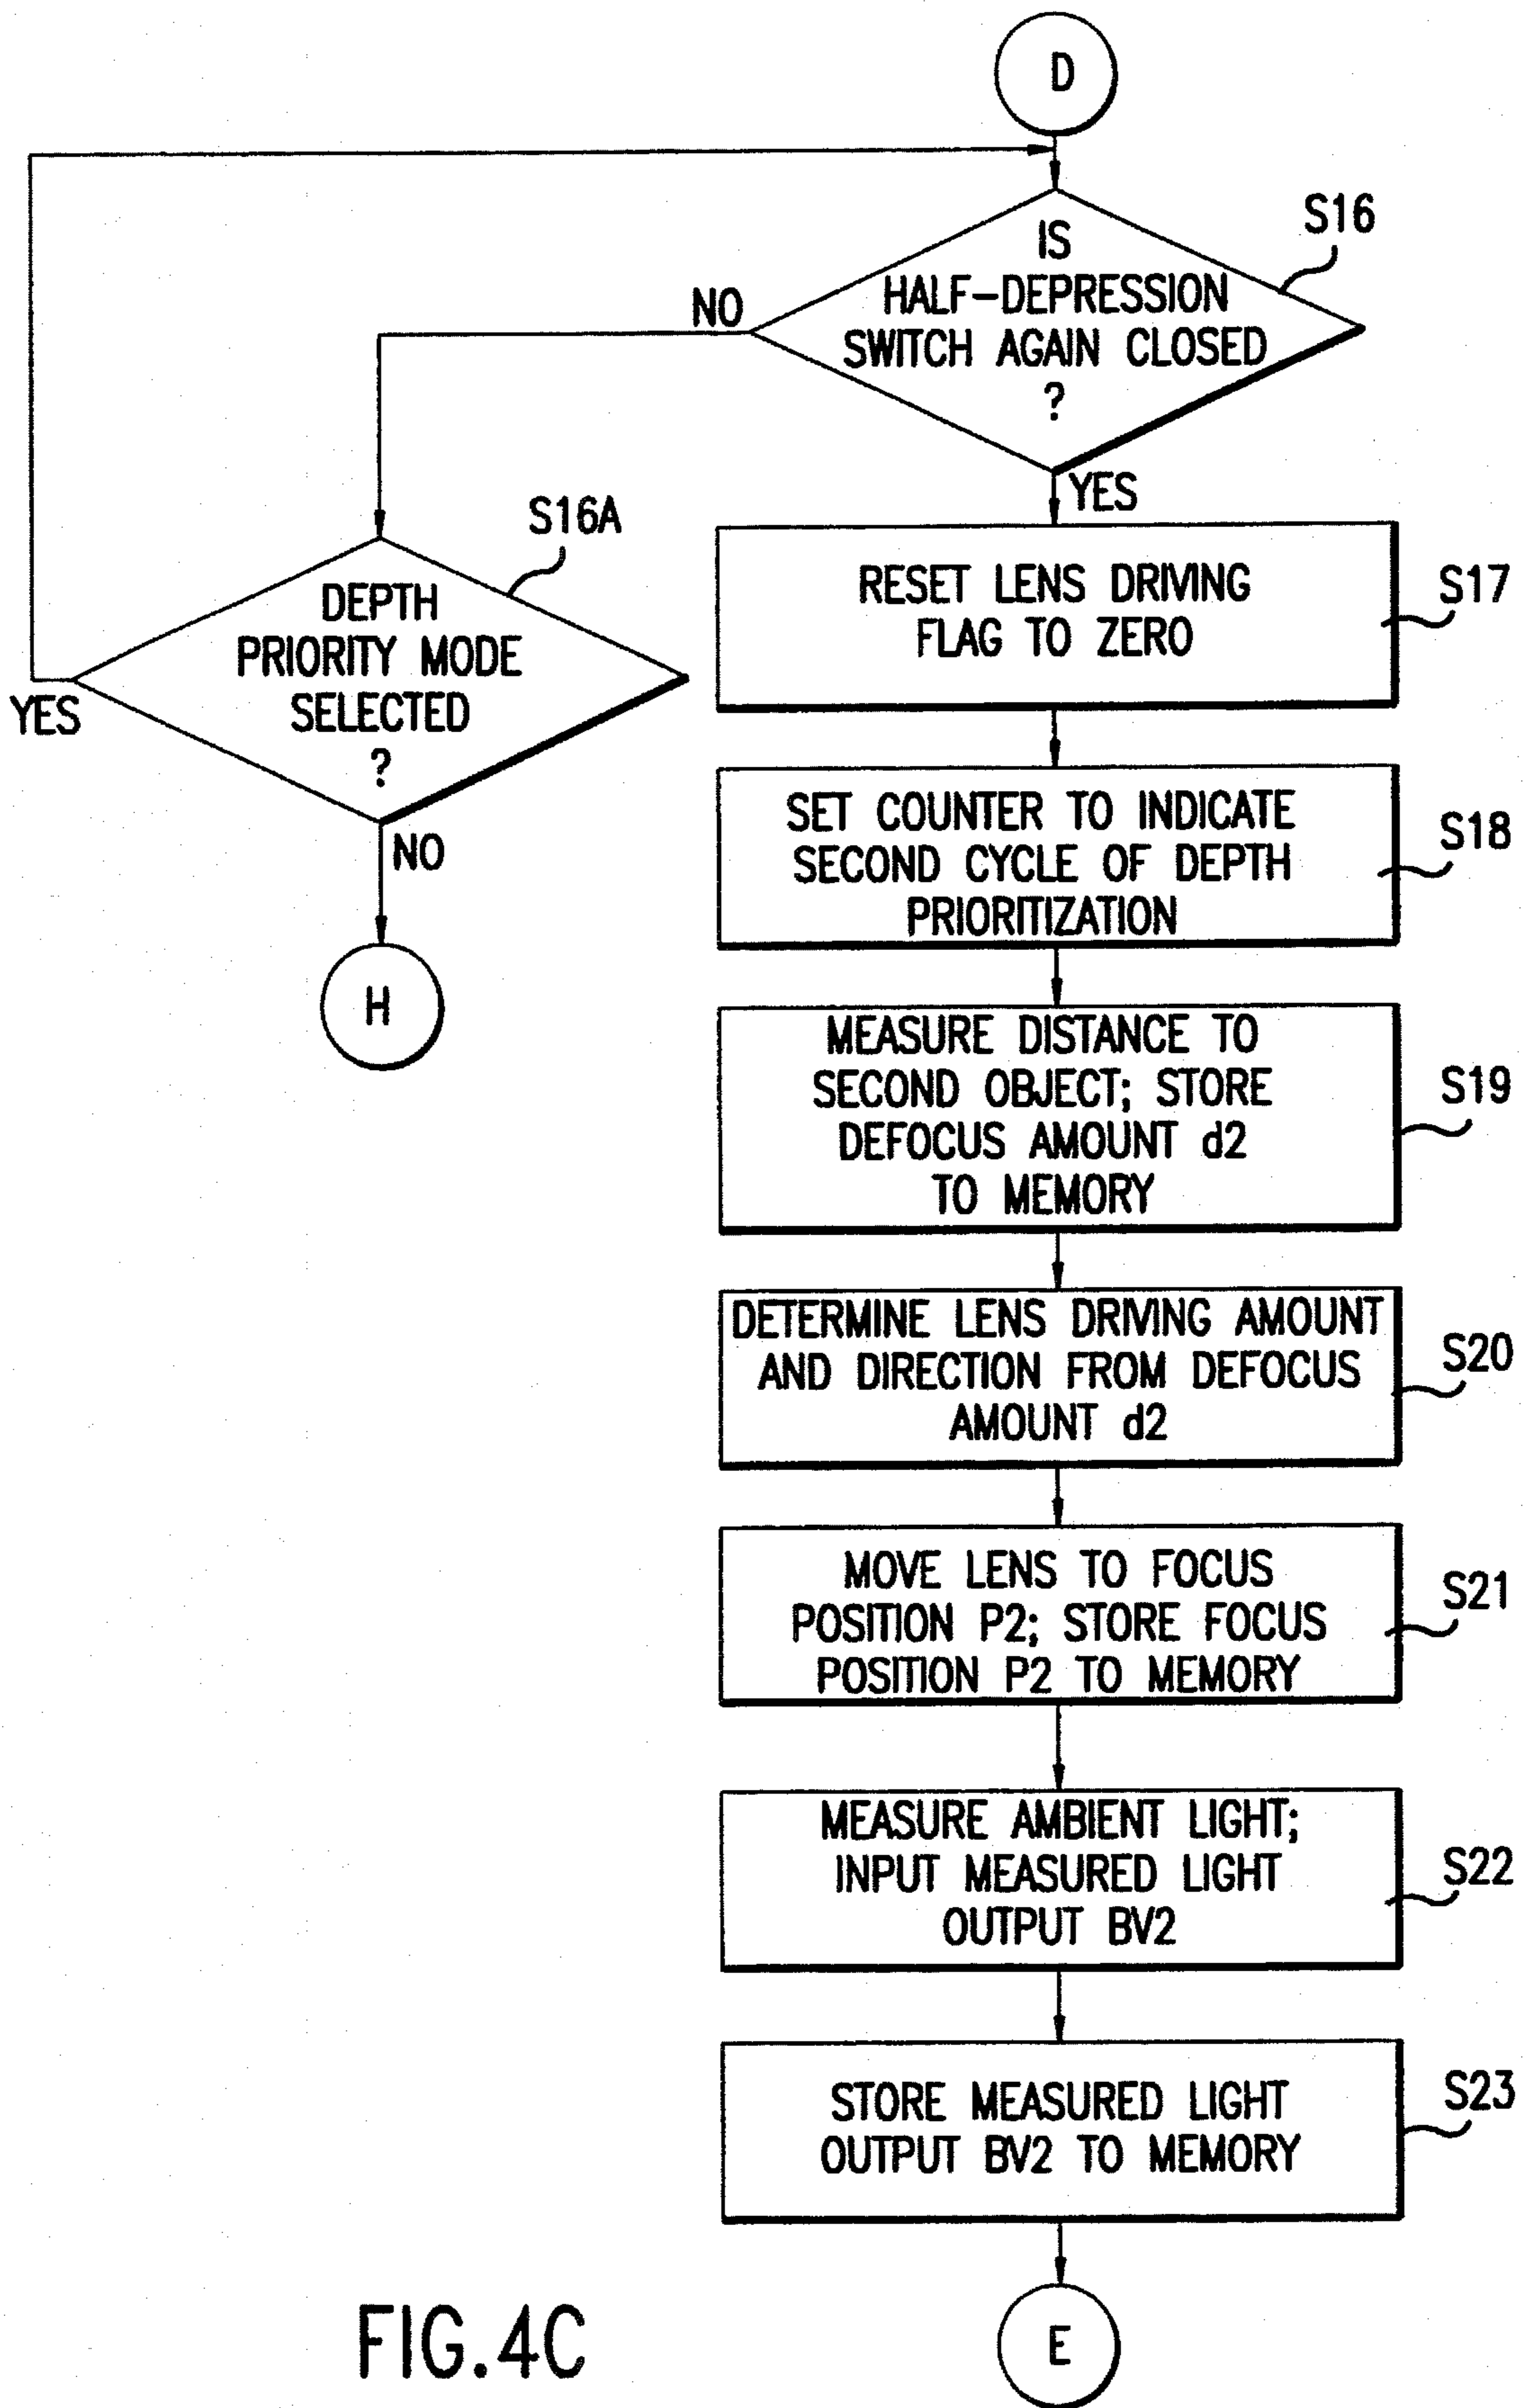 D
IS
HALF-DEPRESSION
SWITCH AGAIN CLOSED
?
S16
NO
YES
S16A
DEPTH
PRIORITY MODE
SELECTED
?
YES
NO
H
RESET LENS DRIVING
FLAG TO ZERO
S17
SET COUNTER TO INDICATE
SECOND CYCLE OF DEPTH
PRIORITIZATION
S18
MEASURE DISTANCE TO
SECOND OBJECT; STORE
DEFOCUS AMOUNT d2
TO MEMORY
S19
DETERMINE LENS DRIVING AMOUNT
AND DIRECTION FROM DEFOCUS
AMOUNT d2
S20
MOVE LENS TO FOCUS
POSITION P2; STORE FOCUS
POSITION P2 TO MEMORY
S21
MEASURE AMBIENT LIGHT;
INPUT MEASURED LIGHT
OUTPUT BV2
S22
STORE MEASURED LIGHT
OUTPUT BV2 TO MEMORY
S23
E
FIG.4C